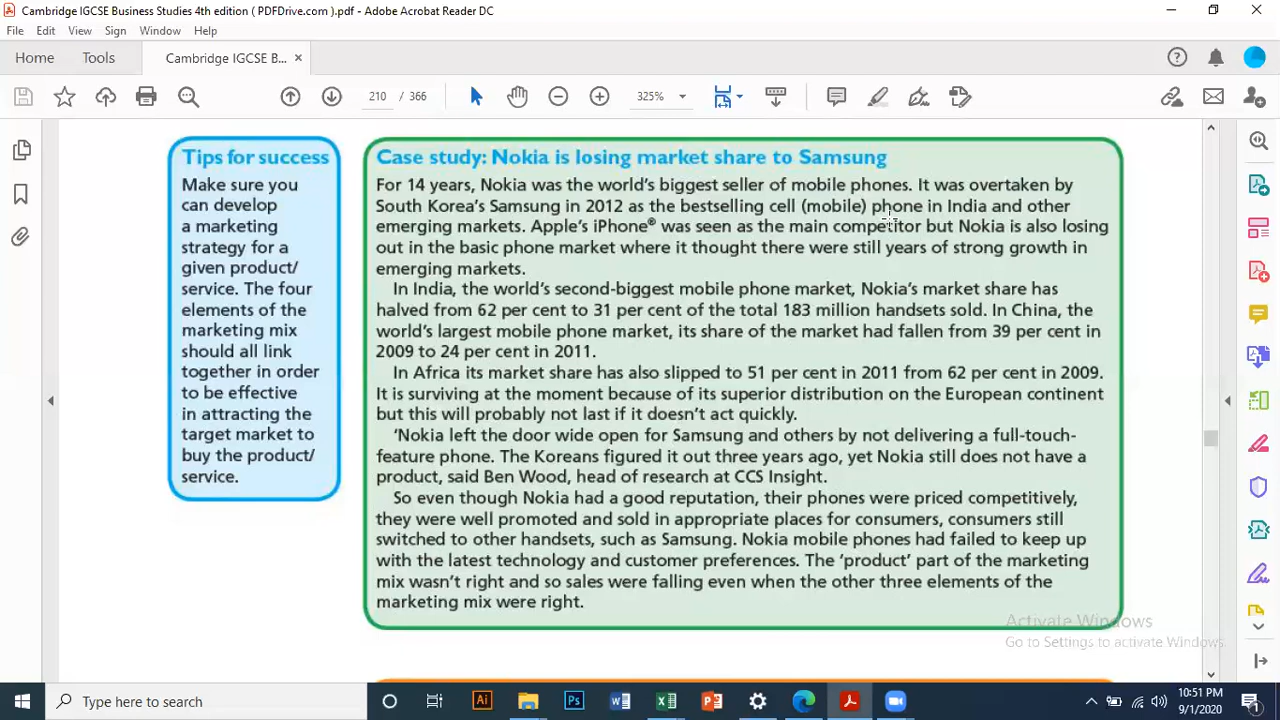 Cambridge IGCSE Business Studies 4th edition ( PDFDrive.com ).pdf - Adobe Acrobat Reader DC
File Edit View Sign Window Help
Home Tools Cambridge IGCSE B... ×
210 / 366 325%
Tips for success
Make sure you
can develop
a marketing
strategy for a
given product/
service. The four
elements of the
marketing mix
should all link
together in order
to be effective
in attracting the
target market to
buy the product/
service.
Case study: Nokia is losing market share to Samsung
For 14 years, Nokia was the world's biggest seller of mobile phones. It was overtaken by
South Korea's Samsung in 2012 as the bestselling cell (mobile) phone in India and other
emerging markets. Apple's iPhone® was seen as the main competitor but Nokia is also losing
out in the basic phone market where it thought there were still years of strong growth in
emerging markets.
In India, the world's second-biggest mobile phone market, Nokia's market share has
halved from 62 per cent to 31 per cent of the total 183 million handsets sold. In China, the
world's largest mobile phone market, its share of the market had fallen from 39 per cent in
2009 to 24 per cent in 2011.
In Africa its market share has also slipped to 51 per cent in 2011 from 62 per cent in 2009.
It is surviving at the moment because of its superior distribution on the European continent
but this will probably not last if it doesn't act quickly.
'Nokia left the door wide open for Samsung and others by not delivering a full-touch-
feature phone. The Koreans figured it out three years ago, yet Nokia still does not have a
product, said Ben Wood, head of research at CCS Insight.
So even though Nokia had a good reputation, their phones were priced competitively,
they were well promoted and sold in appropriate places for consumers, consumers still
switched to other handsets, such as Samsung. Nokia mobile phones had failed to keep up
with the latest technology and customer preferences. The 'product' part of the marketing
mix wasn't right and so sales were falling even when the other three elements of the
marketing mix were right.
Activate Windows
Go to Settings to activate Windows.
Type here to search
Ai
Ps
10:51 PM
9/1/2020
1